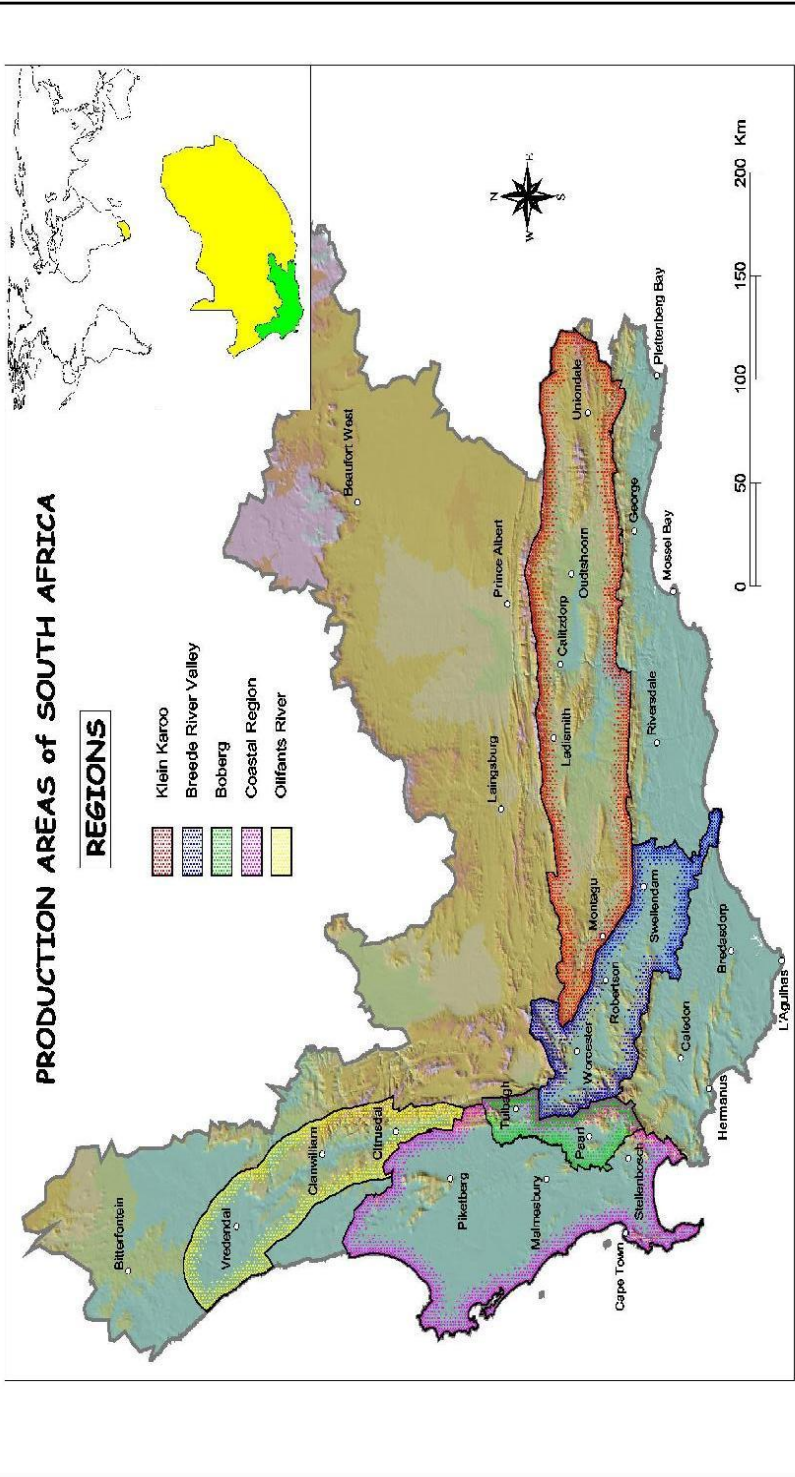 PRODUCTION AREAS of SOUTH AFRICA
REGIONS
Klein Karoo
Breede River Valley
Boberg
Coastal Region
Olifants River
N
E
S
W
Bitterfontein
Vredendal
Clanwilliam
Citrusdal
Piketberg
Malmesbury
Tulbagh
Paarl
Stellenbosch
Cape Town
Worcester
Robertson
Montagu
Swellendam
Caledon
Hermanus
Bredasdorp
L'Agulhas
Laingsburg
Ladismith
Riversdale
Calitzdorp
Oudtshoorn
Prince Albert
Beaufort West
Mossel Bay
George
Uniondale
Plettenberg Bay
0 50 100 150 200 Km